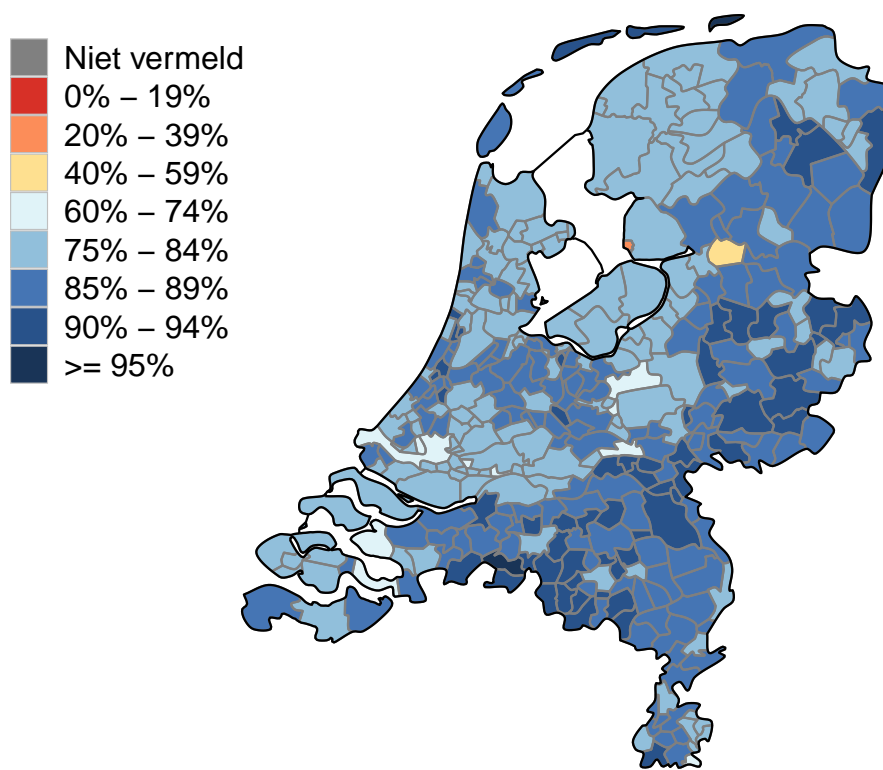 Niet vermeld
0% – 19%
20% – 39%
40% – 59%
60% – 74%
75% – 84%
85% – 89%
90% – 94%
>= 95%